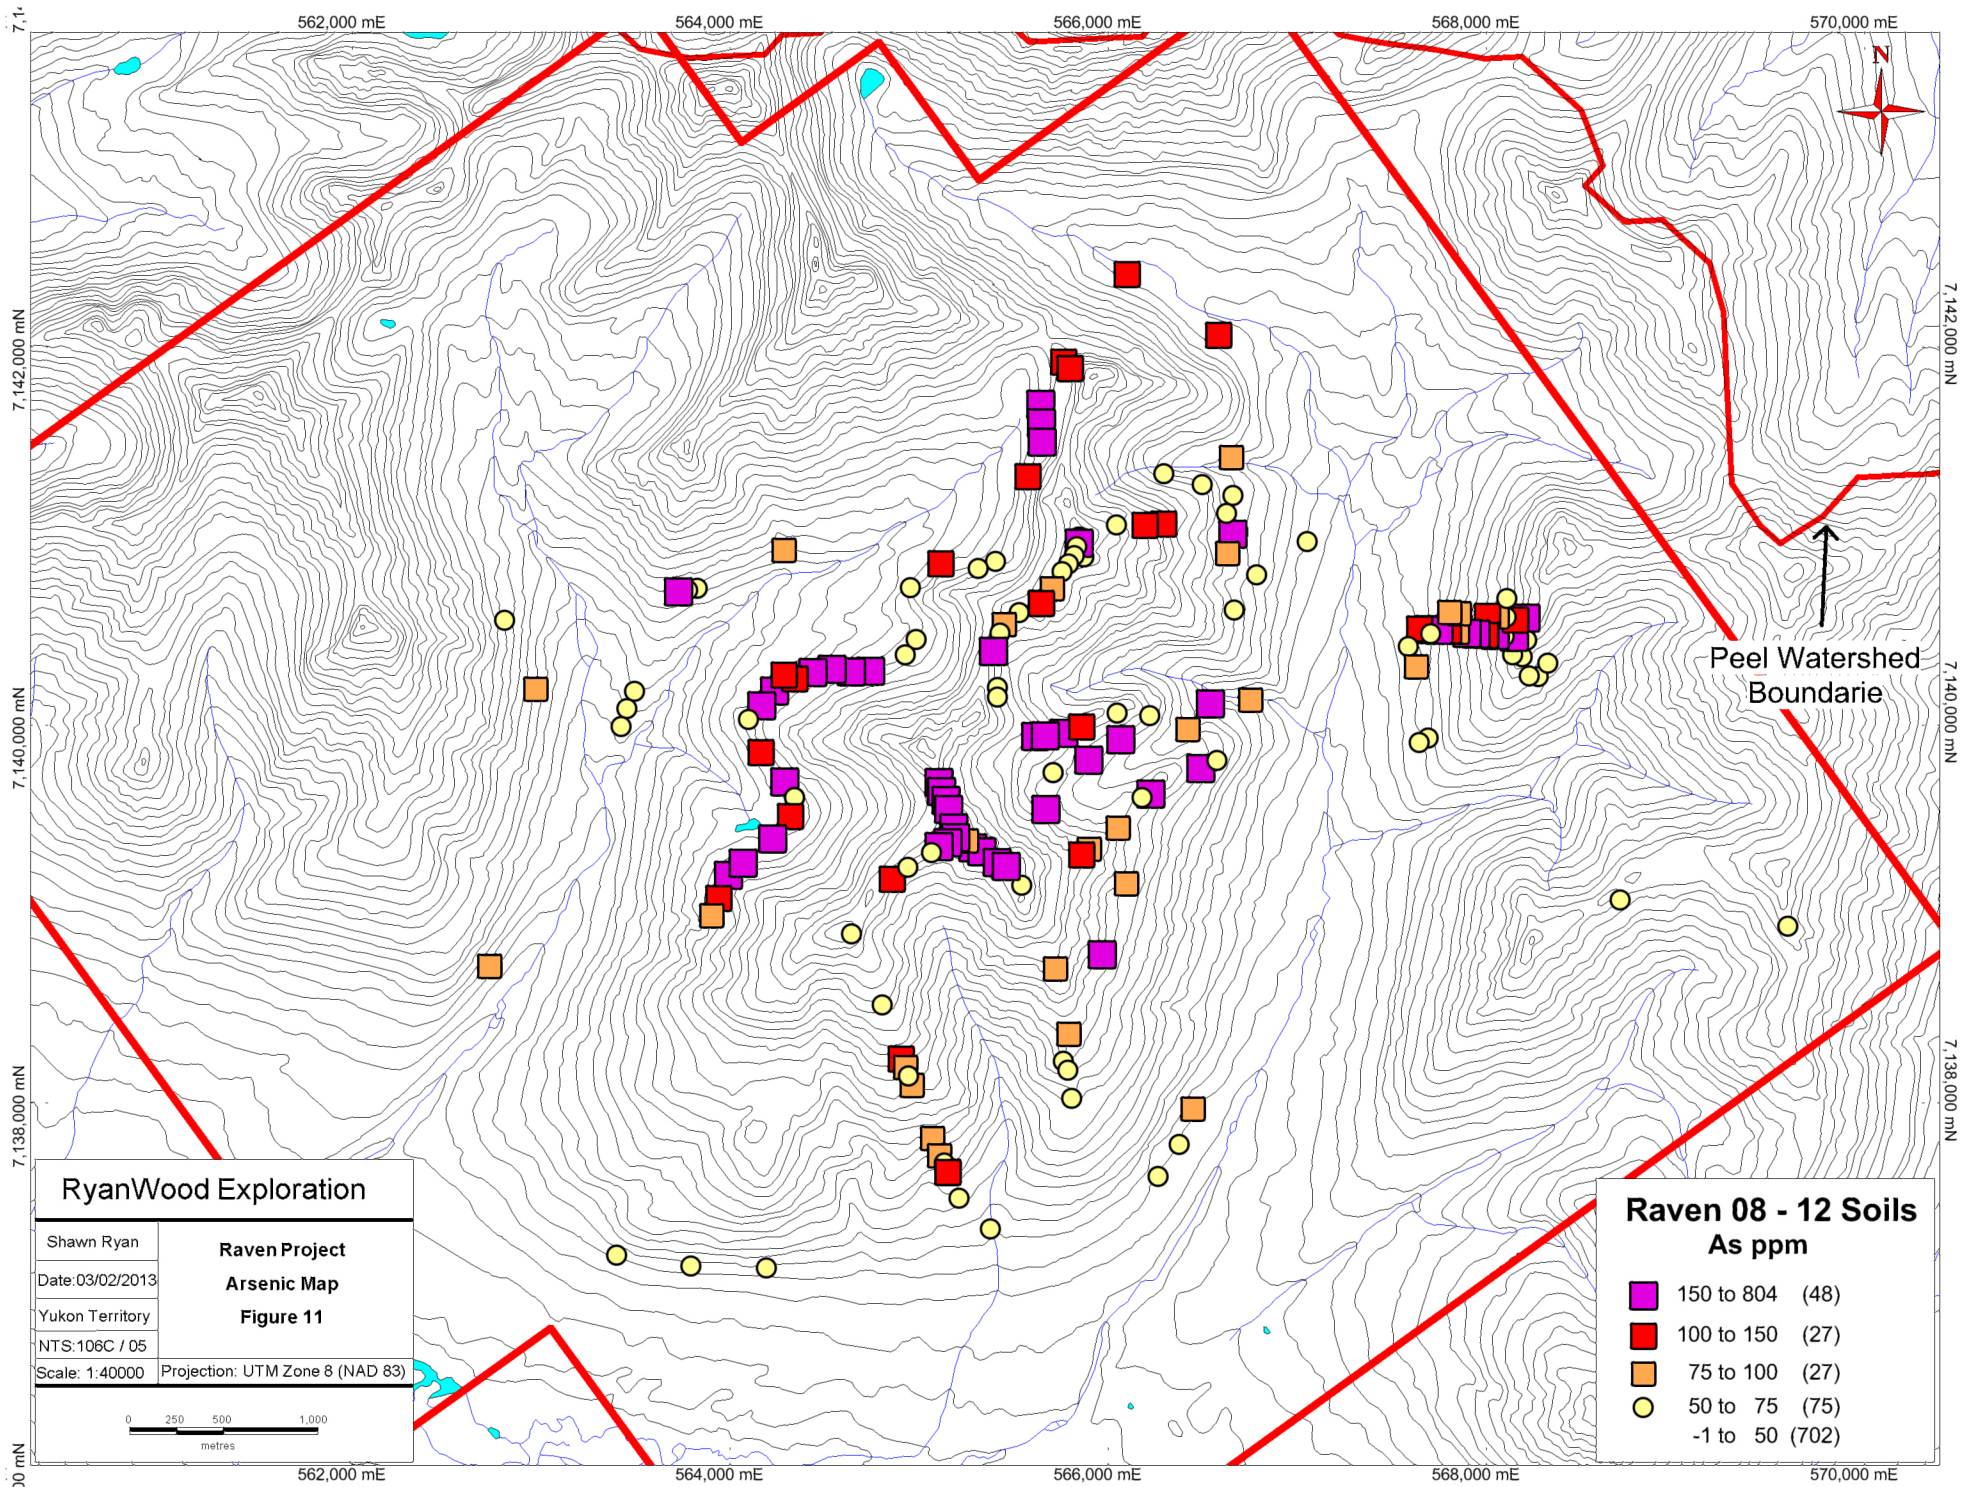 562,000 mE
564,000 mE
566,000 mE
568,000 mE
570,000 mE
N
7,142,000 mN
7,142,000 mN
7,140,000 mN
7,140,000 mN
7,138,000 mN
7,138,000 mN
Peel Watershed
Boundarie
RyanWood Exploration
Shawn Ryan
Date:03/02/2013
Yukon Territory
NTS:106C / 05
Scale: 1:40000
Raven Project
Arsenic Map
Figure 11
Projection: UTM Zone 8 (NAD 83)
0 250 500 1,000
metres
Raven 08 - 12 Soils
As ppm
150 to 804 (48)
100 to 150 (27)
75 to 100 (27)
50 to 75 (75)
-1 to 50 (702)
562,000 mE
564,000 mE
566,000 mE
568,000 mE
570,000 mE